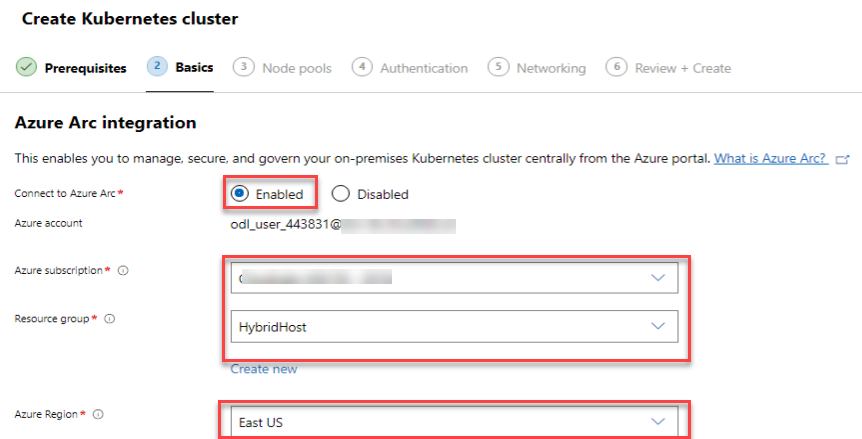 Create Kubernetes cluster
Prerequisites 2 Basics 3 Node pools 4 Authentication 5 Networking 6 Review + Create
Azure Arc integration
This enables you to manage, secure, and govern your on-premises Kubernetes cluster centrally from the Azure portal. What is Azure Arc?
Connect to Azure Arc * Enabled Disabled
Azure account odl_user_443831@
Azure subscription *
Resource group * HybridHost
Create new
Azure Region * East US